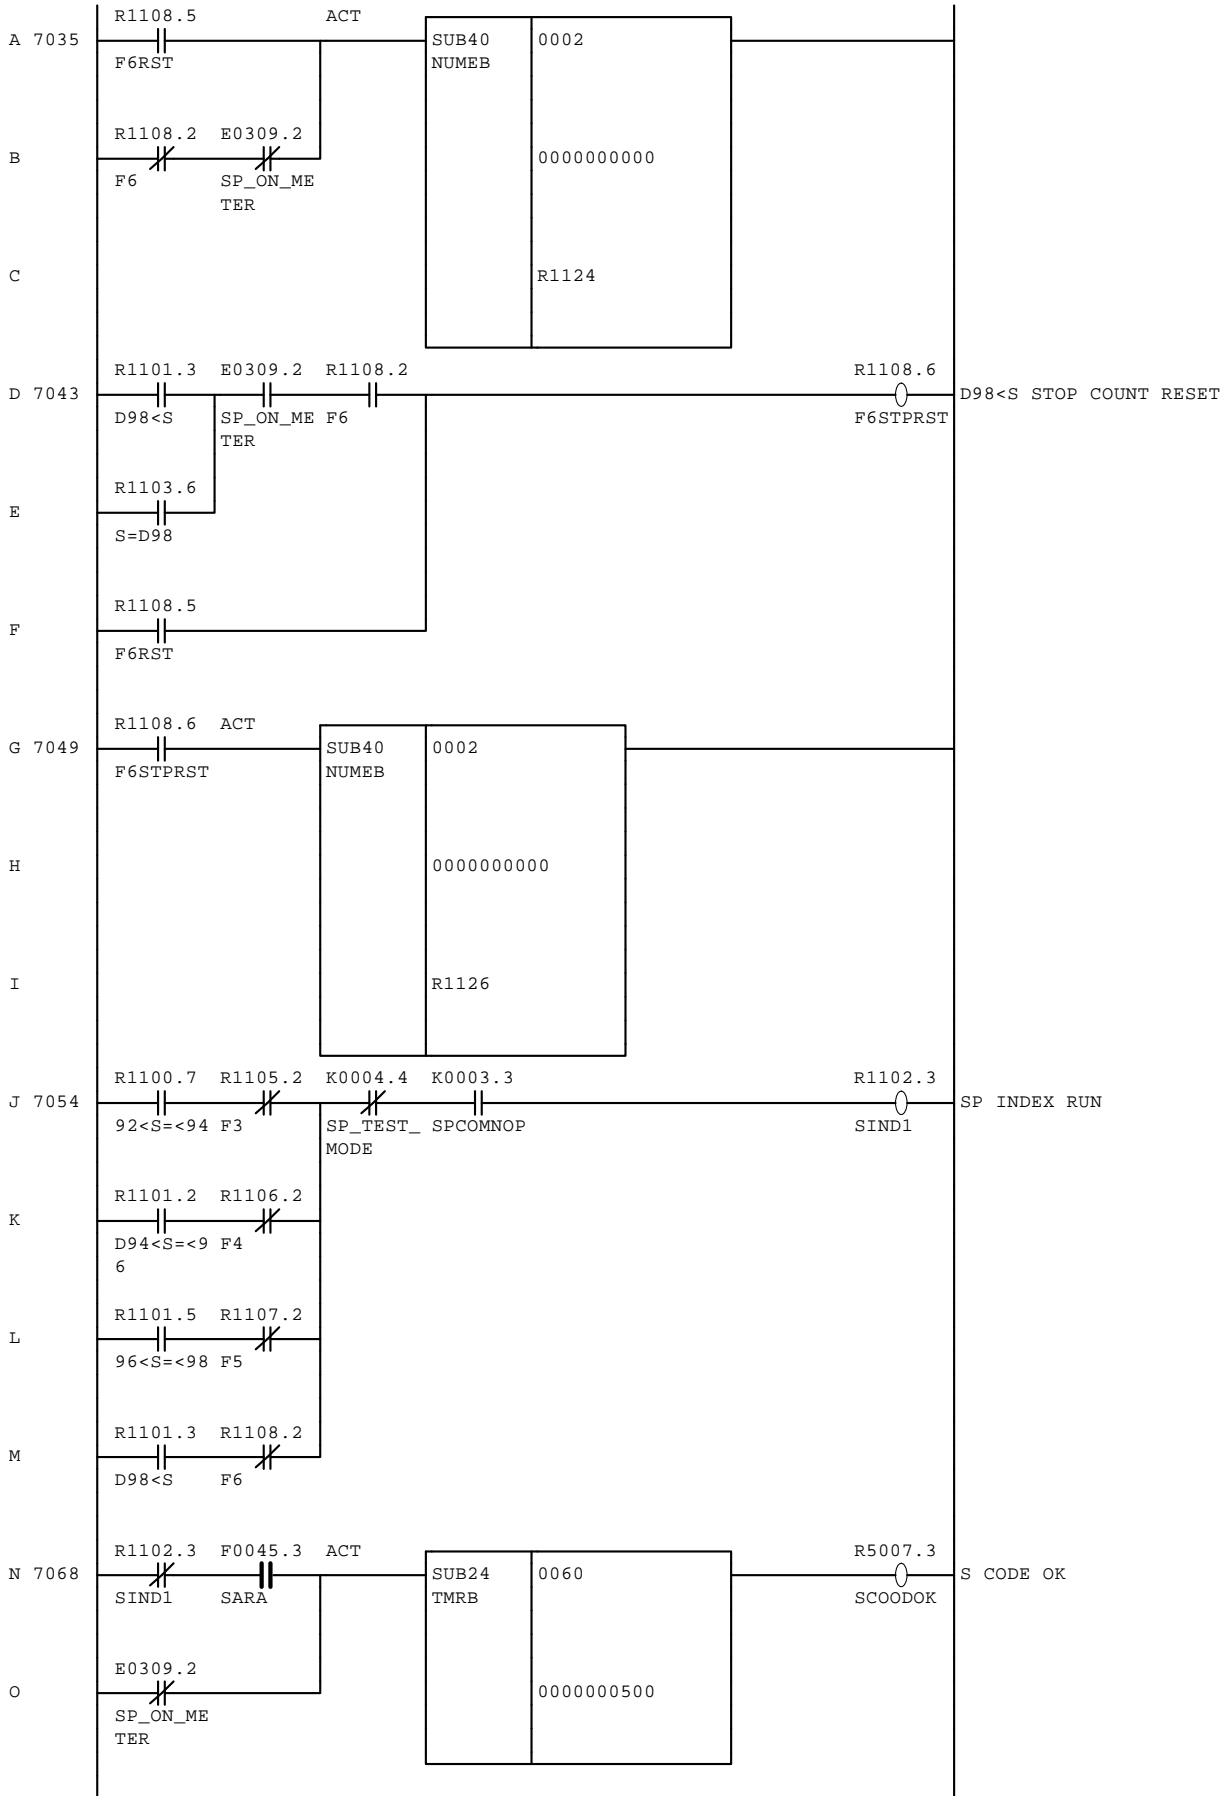 R1108.5 ACT
A 7035 SUB40 0002
F6RST NUMEB
R1108.2 E0309.2
B 0000000000
F6 SP_ON_ME
TER
C R1124
R1101.3 E0309.2 R1108.2 R1108.6
D 7043 D98<S STOP COUNT RESET
D98<S SP_ON_ME F6 F6STPRST
TER
R1103.6
E
S=D98
R1108.5
F
F6RST
R1108.6 ACT
G 7049 SUB40 0002
F6STPRST NUMEB
H 0000000000
I R1126
R1100.7 R1105.2 K0004.4 K0003.3 R1102.3
J 7054 SP INDEX RUN
92<S=<94 F3 SP_TEST_ SPCOMNOP SIND1
MODE
R1101.2 R1106.2
K
D94<S=<9 F4
6
R1101.5 R1107.2
L
96<S=<98 F5
R1101.3 R1108.2
M
D98<S F6
R1102.3 F0045.3 ACT R5007.3
N 7068 SUB24 0060 S CODE OK
SIND1 SARA TMRB SCOODOK
E0309.2
O 0000000500
SP_ON_ME
TER